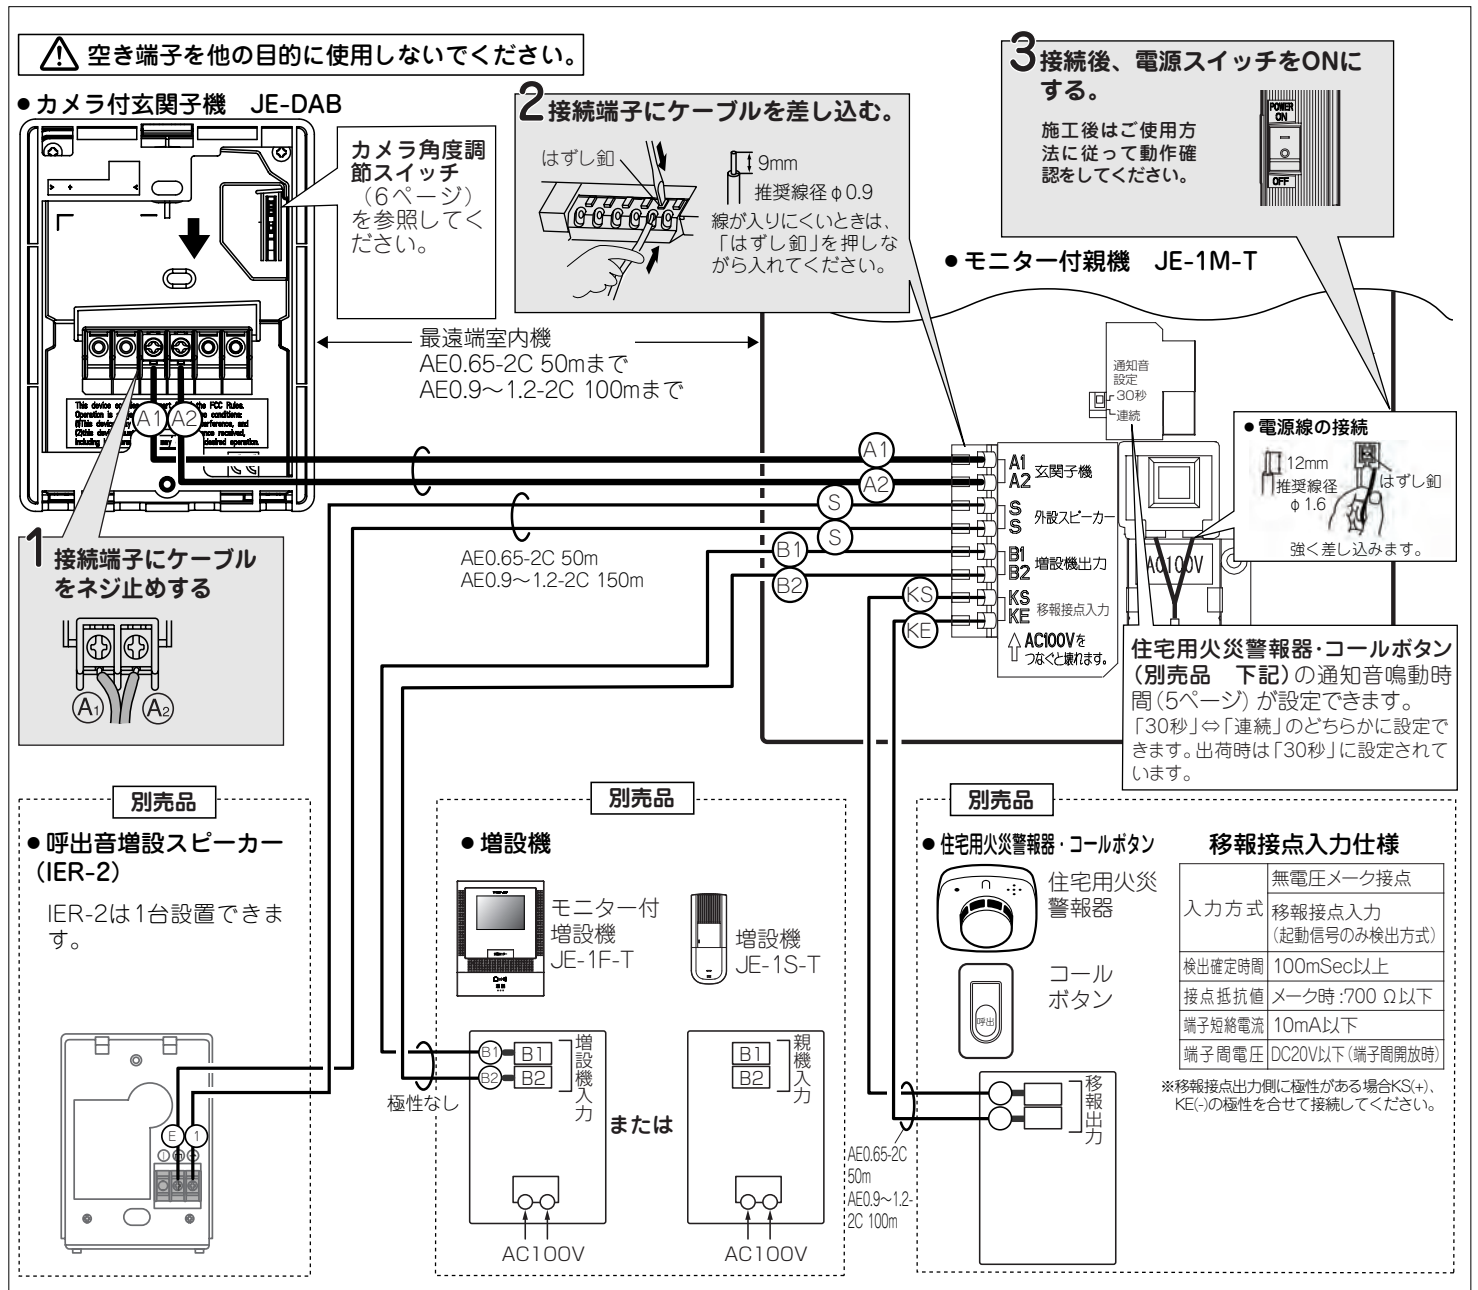 空き端子を他の目的に使用しないでください。
●カメラ付玄関子機　JE-DAB
カメラ角度調
節スイッチ
（6ページ）
を参照してく
ださい。
This device
the FCC Rules.
Operation is
conditions:
(1)This device
interference, and
(2)this device
received,
including
desired operation.
A1
A2
1 接続端子にケーブル
をネジ止めする
A1
A2
2 接続端子にケーブルを差し込む。
はずし釦
9mm
推奨線径φ0.9
線が入りにくいときは、
「はずし釦」を押しな
がら入れてください。
3 接続後、電源スイッチをONに
する。
施工後はご使用方
法に従って動作確
認をしてください。
POWER
ON
OFF
●モニター付親機　JE-1M-T
最遠端室内機
AE0.65-2C 50mまで
AE0.9～1.2-2C 100mまで
通知音
設定
30秒
連続
●電源線の接続
12mm
推奨線径
φ1.6
はずし釦
強く差し込みます。
AC100V
A1
A2
S
S
B1
B2
KS
KE
A1
A2
玄関子機
S
S
外設スピーカー
B1
B2
増設機出力
KS
KE
移報接点入力
AC100Vを
つなぐと壊れます。
AE0.65-2C 50m
AE0.9～1.2-2C 150m
住宅用火災警報器・コールボタン
（別売品　下記）の通知音鳴動時
間（5ページ）が設定できます。
「30秒」⇔「連続」のどちらかに設定で
きます。出荷時は「30秒」に設定されて
います。
別売品
●呼出音増設スピーカー
（IER-2）
IER-2は1台設置できま
す。
E
1
別売品
●増設機
モニター付
増設機
JE-1F-T
増設機
JE-1S-T
B1
B2
B1
B2
増設機入力
極性なし
AC100V
または
B1
B2
親機入力
AC100V
別売品
●住宅用火災警報器・コールボタン
住宅用火災
警報器
コール
ボタン
呼出
移報出力
AE0.65-2C
50m
AE0.9～1.2-
2C 100m
移報接点入力仕様
入力方式
無電圧メーク接点
移報接点入力
（起動信号のみ検出方式）
検出確定時間 100mSec以上
接点抵抗値 メーク時:700 Ω以下
端子短絡電流 10mA以下
端子間電圧 DC20V以下（端子間開放時）
※移報接点出力側に極性がある場合KS(+)、
KE(-)の極性を合せて接続してください。